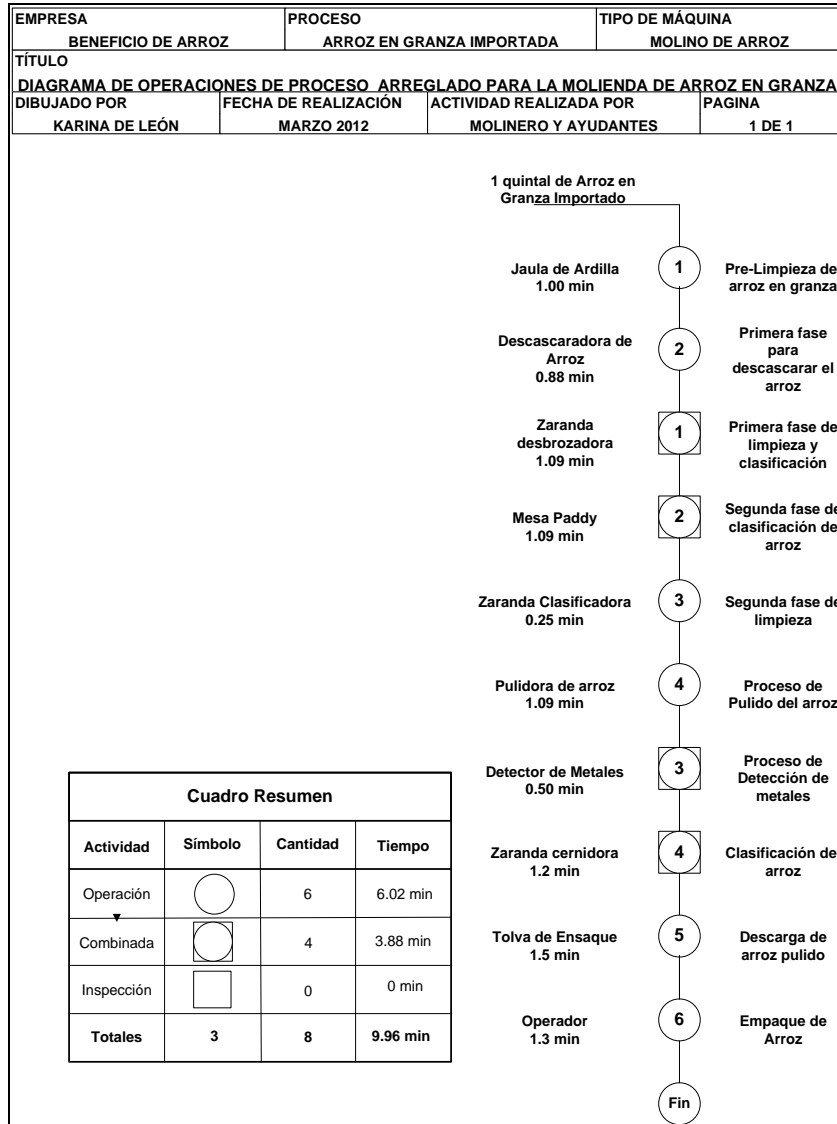 EMPRESA
BENEFICIO DE ARROZ
PROCESO
ARROZ EN GRANZA IMPORTADA
TIPO DE MÁQUINA
MOLINO DE ARROZ
TÍTULO
DIAGRAMA DE OPERACIONES DE PROCESO ARREGLADO PARA LA MOLIENDA DE ARROZ EN GRANZA
DIBUJADO POR
KARINA DE LEÓN
FECHA DE REALIZACIÓN
MARZO 2012
ACTIVIDAD REALIZADA POR
MOLINERO Y AYUDANTES
PAGINA
1 DE 1
1 quintal de Arroz en
Granza Importado
Jaula de Ardilla
1.00 min
1
Pre-Limpieza de
arroz en granza
Descascaradora de
Arroz
0.88 min
2
Primera fase
para
descascarar el
arroz
Zaranda
desbrozadora
1.09 min
1
Primera fase de
limpieza y
clasificación
Mesa Paddy
1.09 min
2
Segunda fase de
clasificación de
arroz
Zaranda Clasificadora
0.25 min
3
Segunda fase de
limpieza
Pulidora de arroz
1.09 min
4
Proceso de
Pulido del arroz
Detector de Metales
0.50 min
3
Proceso de
Detección de
metales
Zaranda cernidora
1.2 min
4
Clasificación de
arroz
Tolva de Ensaque
1.5 min
5
Descarga de
arroz pulido
Operador
1.3 min
6
Empaque de
Arroz
Fin
Cuadro Resumen
Actividad Símbolo Cantidad Tiempo
Operación 6 6.02 min
Combinada 4 3.88 min
Inspección 0 0 min
Totales 3 8 9.96 min